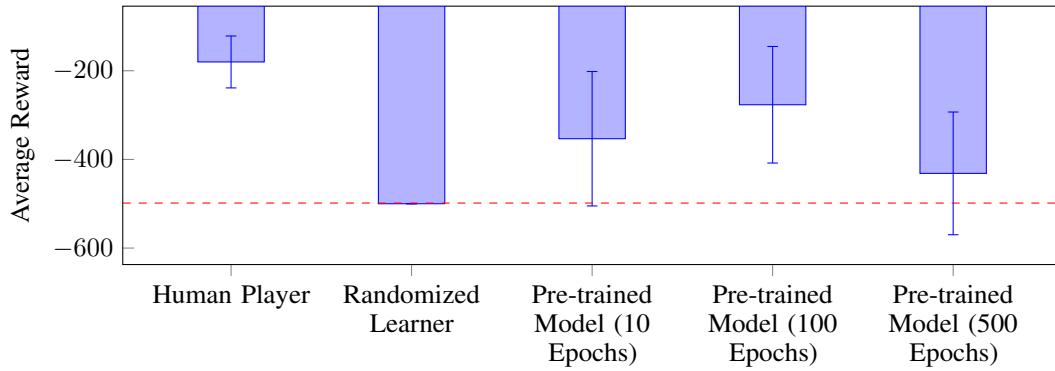 Average Reward
−200
−400
−600
Human Player
Randomized
Learner
Pre-trained
Model (10
Epochs)
Pre-trained
Model (100
Epochs)
Pre-trained
Model (500
Epochs)